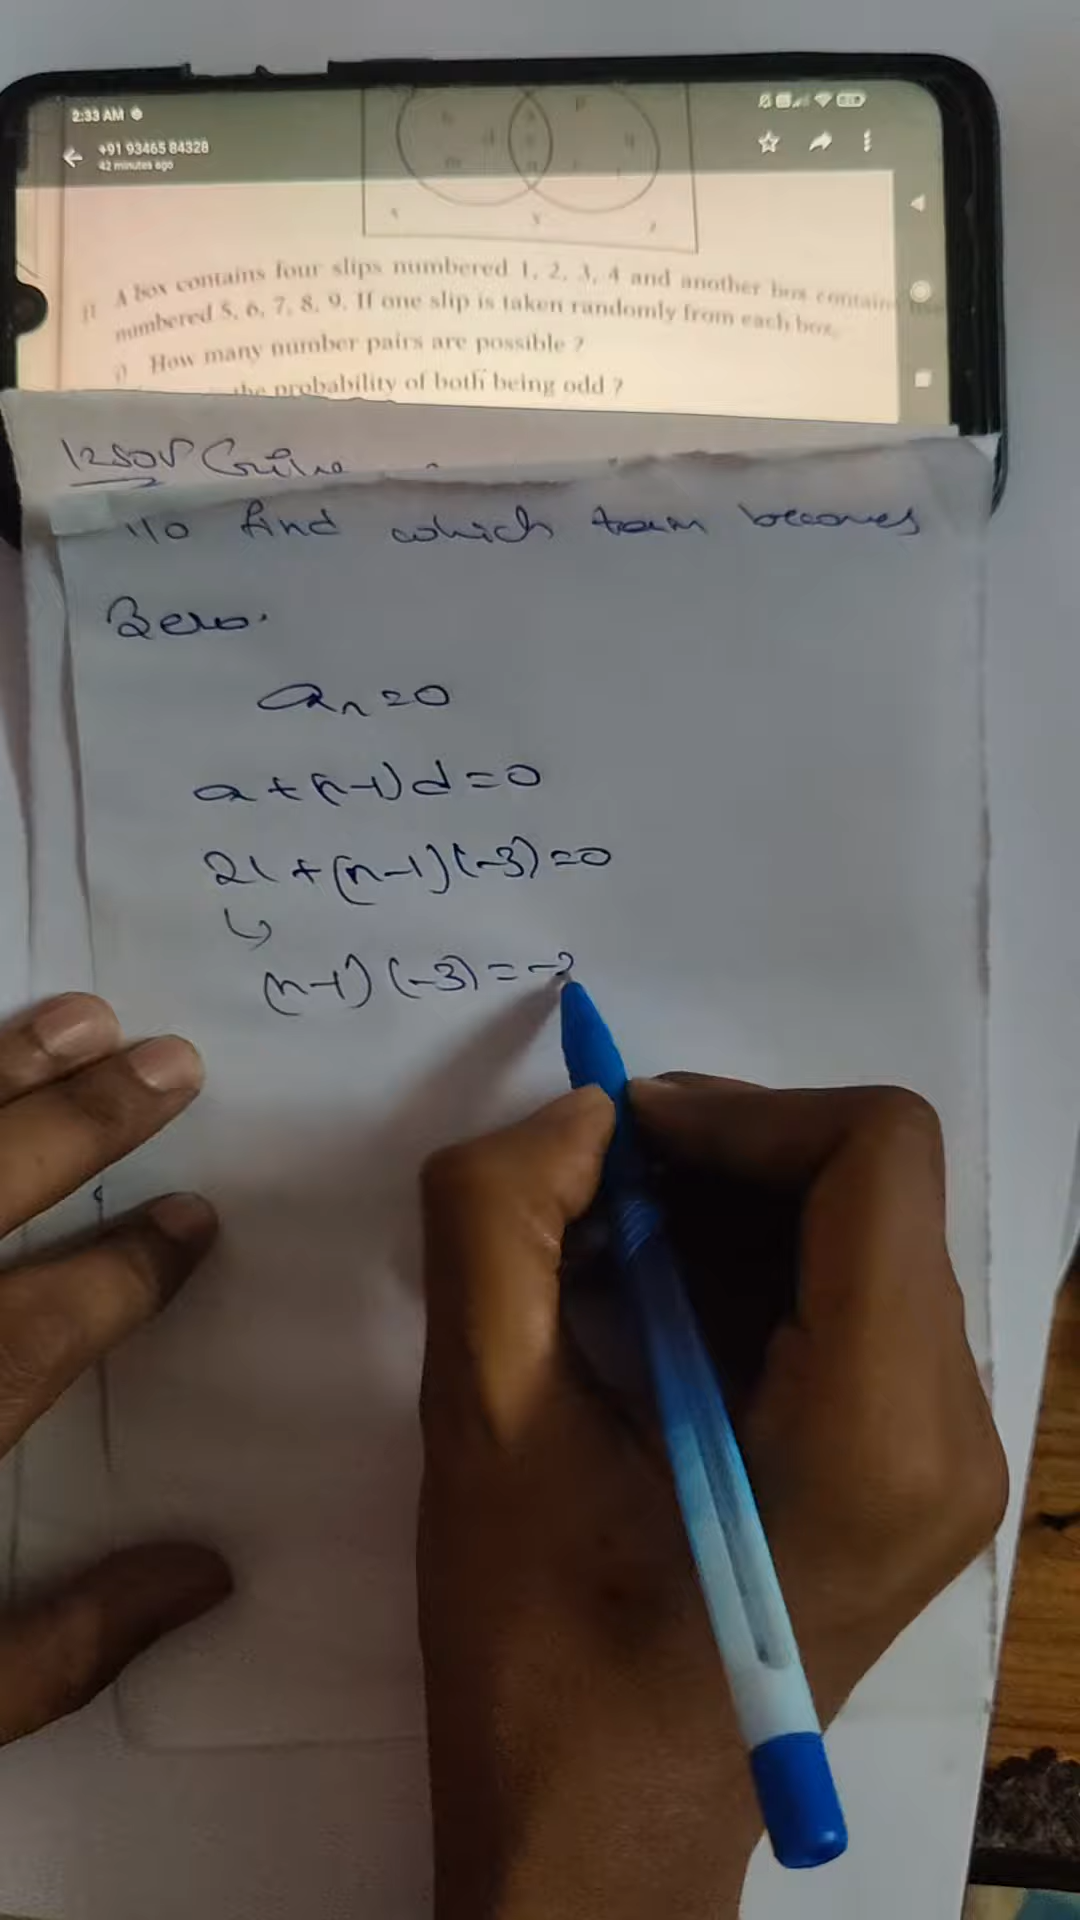 2:33 AM
+91 93465 84328
42 minutes ago
A box contains four slips numbered 1, 2, 3, 4 and another box contains
numbered 5, 6, 7, 8, 9. If one slip is taken randomly from each box,
i) How many number pairs are possible ?
the probability of both being odd ?
find which team becomes
Zero.
aₙ=0
a+(n-1)d=0
21+(n-1)(-3)=0
(n-1)(-3)=-2